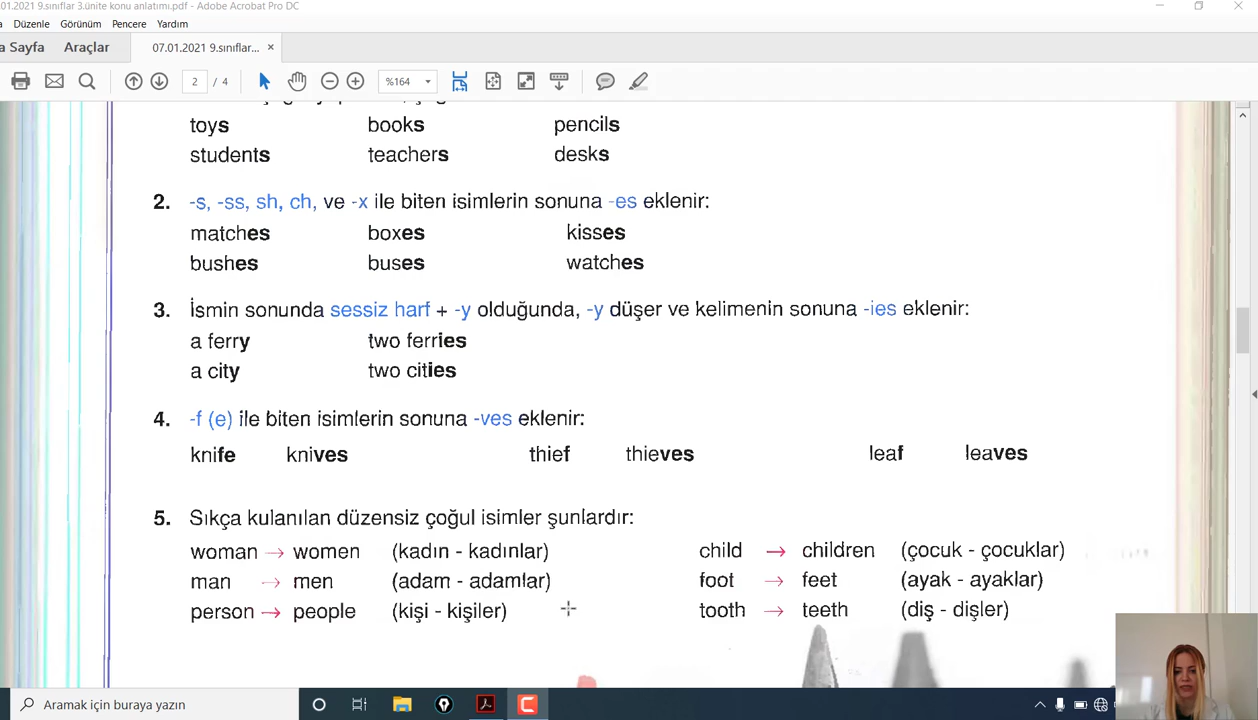 .01.2021 9.sınıflar 3.ünite konu anlatımı.pdf - Adobe Acrobat Pro DC
Düzenle Görünüm Pencere Yardım
a Sayfa Araçlar 07.01.2021 9.sınıflar... ×
2 / 4 %164
toys books pencils
students teachers desks
2. -s, -ss, sh, ch, ve -x ile biten isimlerin sonuna -es eklenir:
matches boxes kisses
bushes buses watches
3. İsmin sonunda sessiz harf + -y olduğunda, -y düşer ve kelimenin sonuna -ies eklenir:
a ferry two ferries
a city two cities
4. -f (e) ile biten isimlerin sonuna -ves eklenir:
knife knives thief thieves leaf leaves
5. Sıkça kulanılan düzensiz çoğul isimler şunlardır:
woman → women (kadın - kadınlar) child → children (çocuk - çocuklar)
man → men (adam - adamlar) foot → feet (ayak - ayaklar)
person → people (kişi - kişiler) tooth → teeth (diş - dişler)
Aramak için buraya yazın